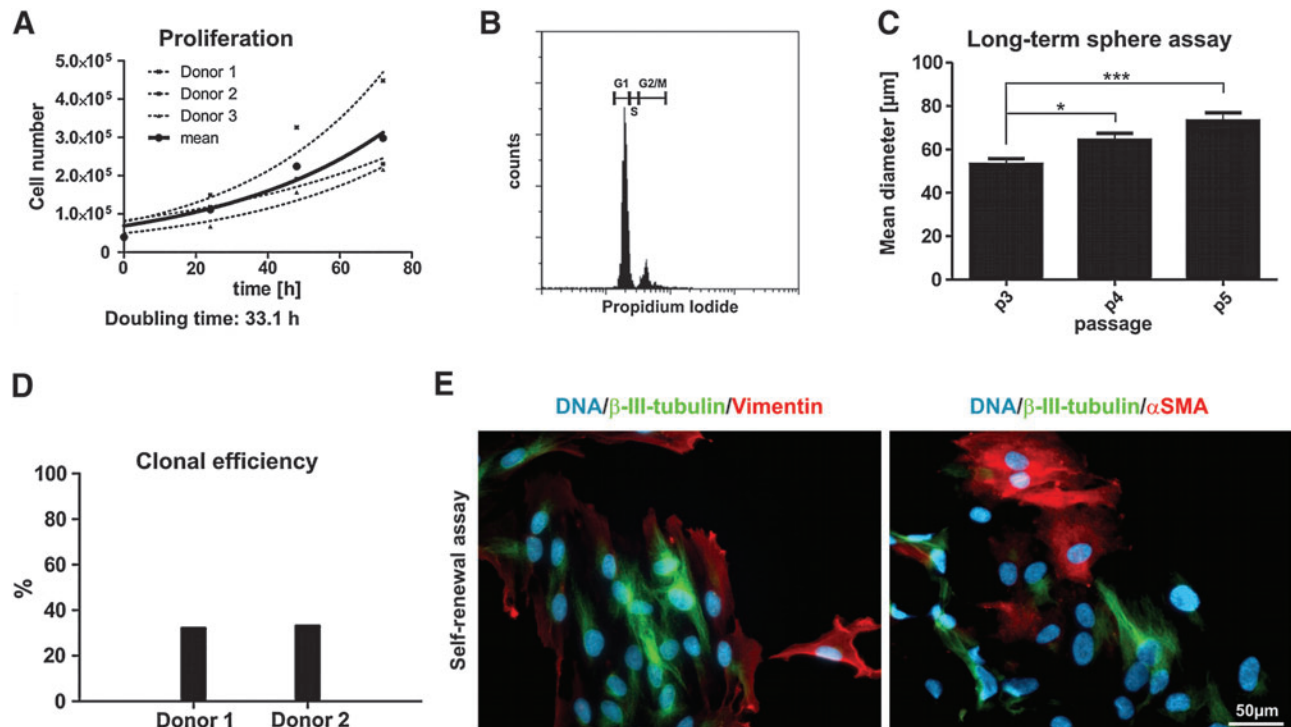 A
Proliferation
5.0×10⁵
4.0×10⁵
3.0×10⁵
2.0×10⁵
1.0×10⁵
0
Cell number
Donor 1
Donor 2
Donor 3
mean
0 20 40 60 80
time [h]
Doubling time: 33.1 h
B
G1 G2/M
S
counts
Propidium Iodide
C
Long-term sphere assay
100
80
60
40
20
0
Mean diameter [µm]
***
*
p3 p4 p5
passage
D
Clonal efficiency
100
80
60
40
20
0
%
Donor 1 Donor 2
E
DNA/β-III-tubulin/Vimentin
DNA/β-III-tubulin/αSMA
Self-renewal assay
50µm